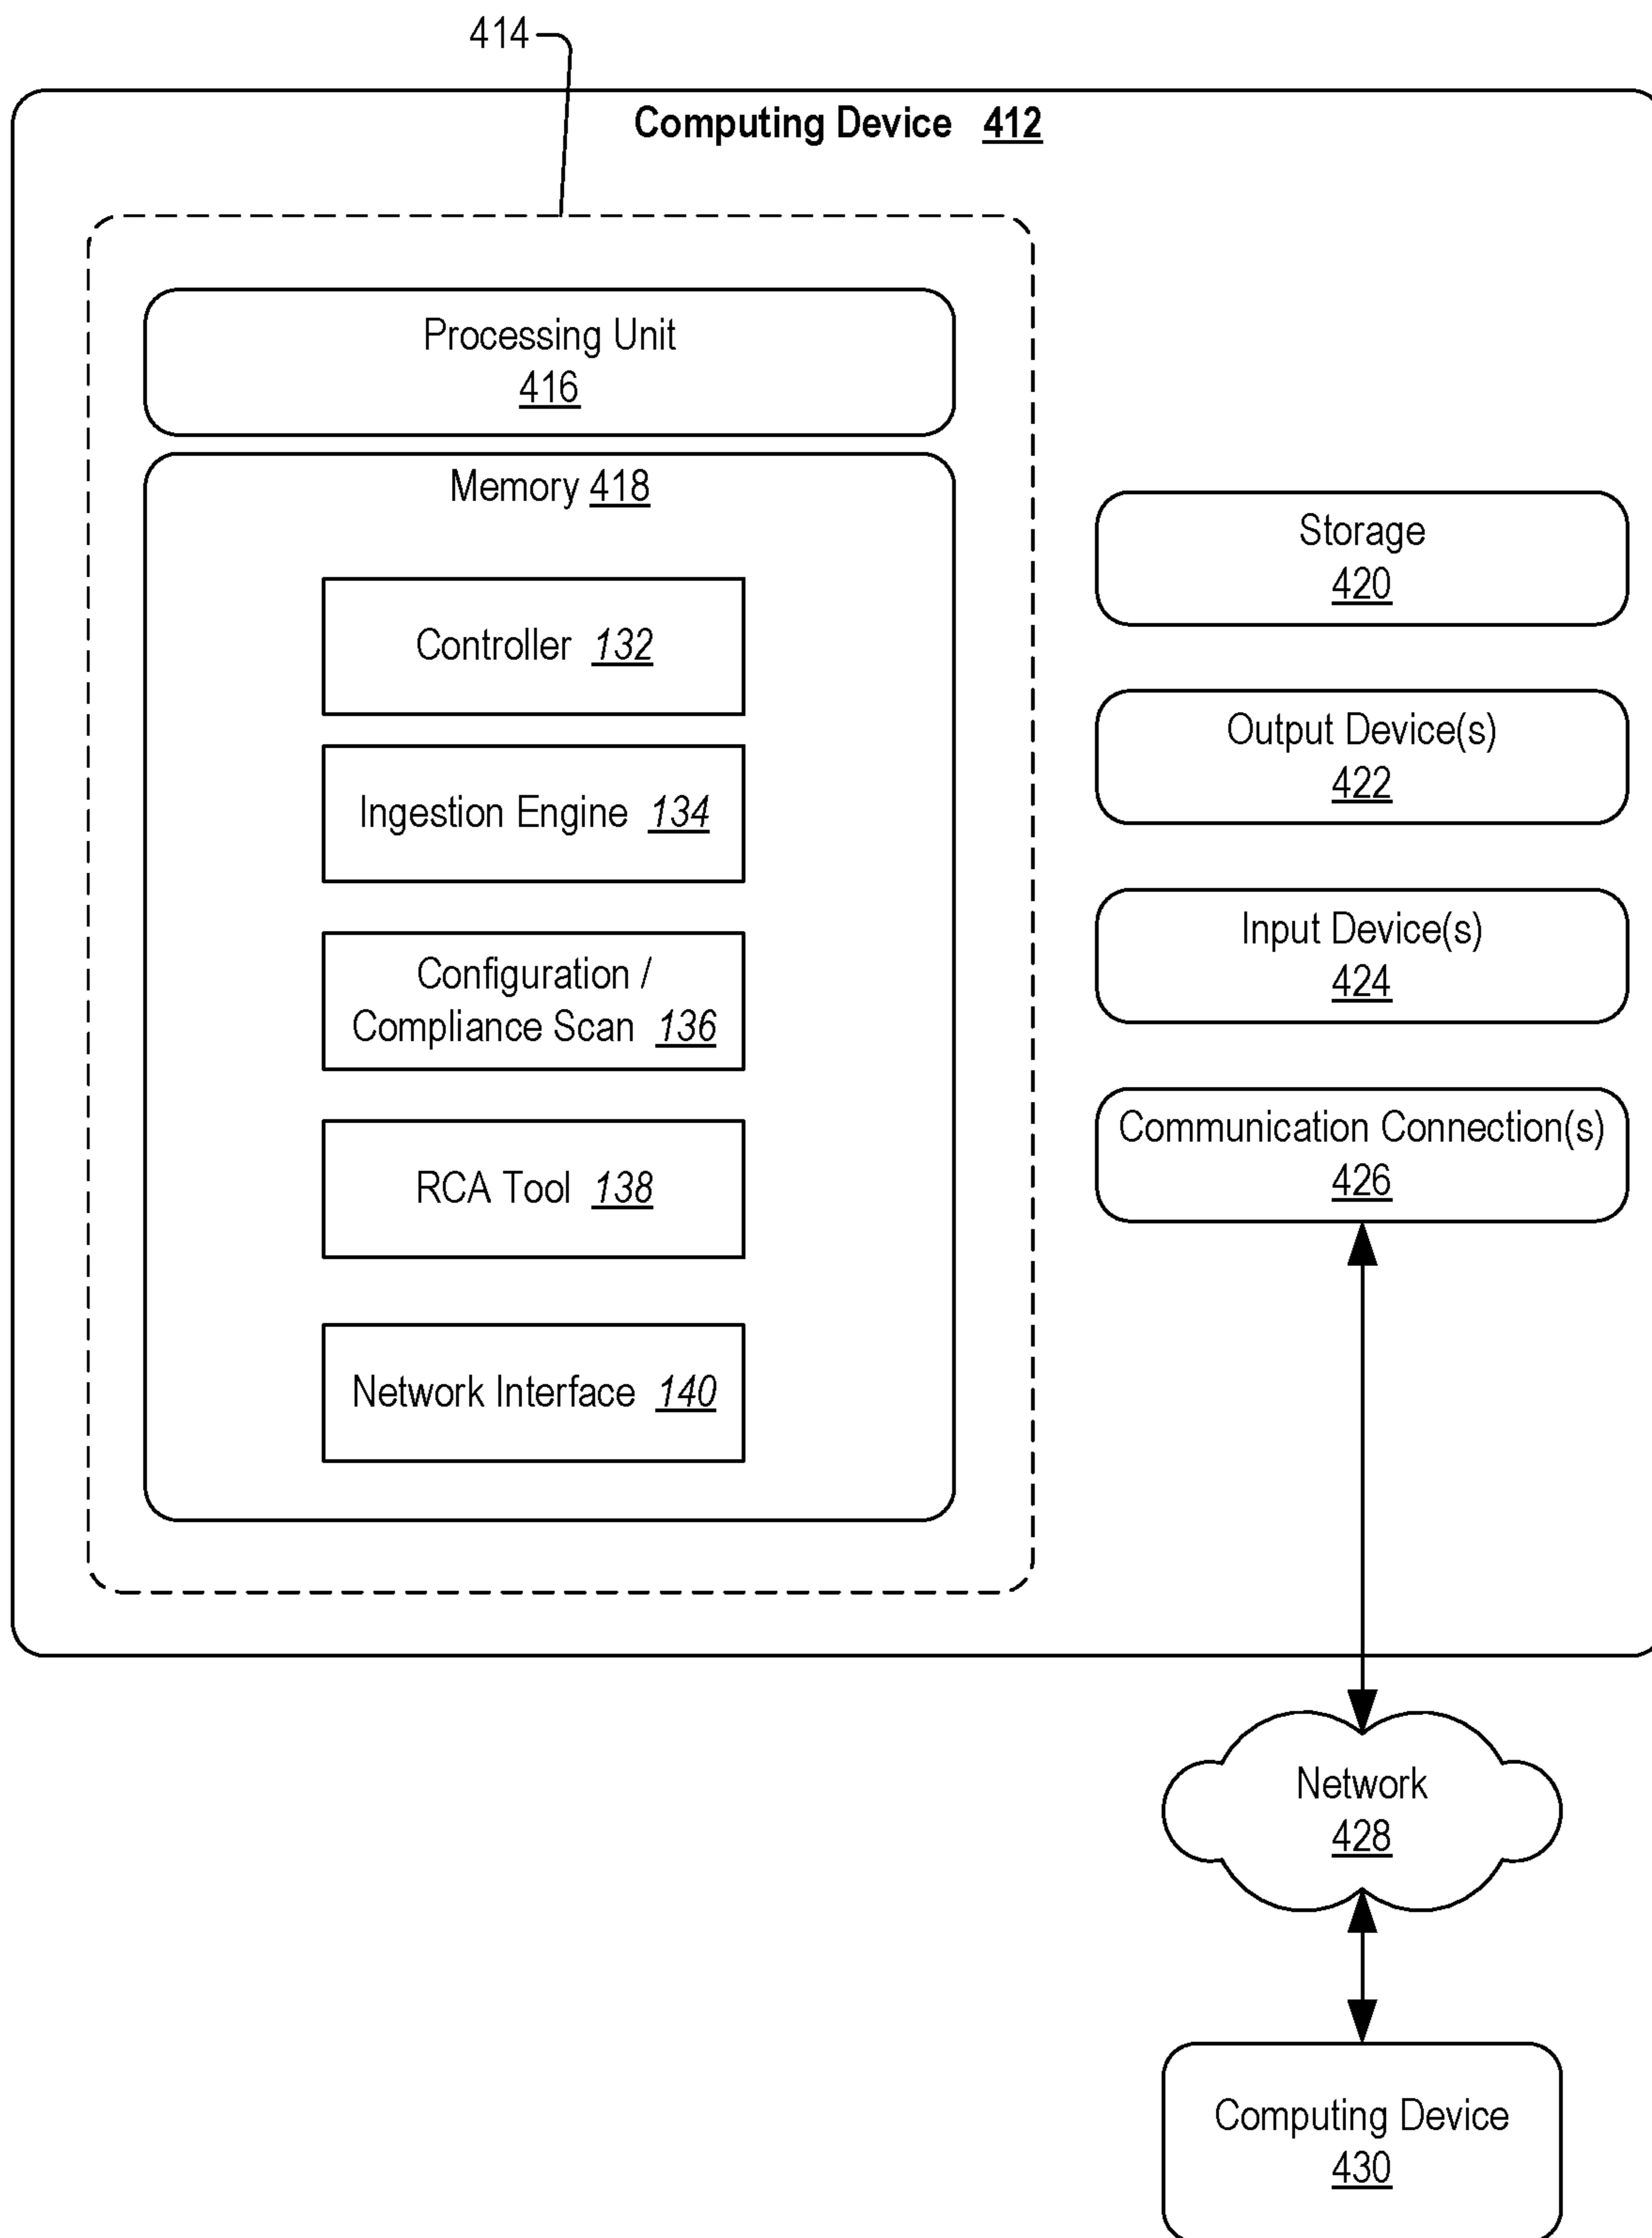 414
Computing Device 412
Processing Unit
416
Memory 418
Controller 132
Ingestion Engine 134
Configuration /
Compliance Scan 136
RCA Tool 138
Network Interface 140
Storage
420
Output Device(s)
422
Input Device(s)
424
Communication Connection(s)
426
Network
428
Computing Device
430